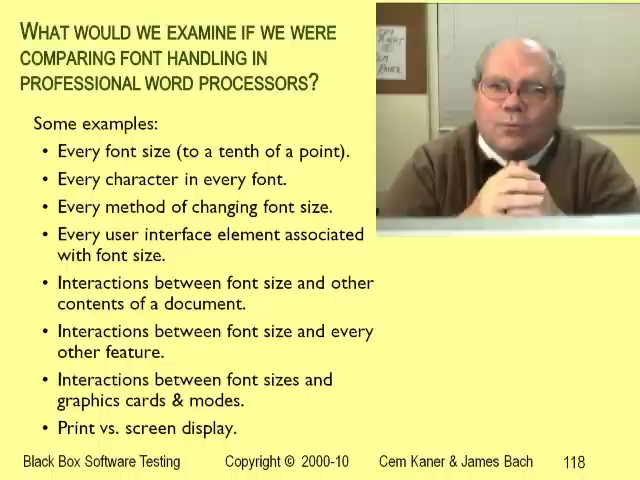 WHAT WOULD WE EXAMINE IF WE WERE
COMPARING FONT HANDLING IN
PROFESSIONAL WORD PROCESSORS?
Some examples:
• Every font size (to a tenth of a point).
• Every character in every font.
• Every method of changing font size.
• Every user interface element associated
with font size.
• Interactions between font size and other
contents of a document.
• Interactions between font size and every
other feature.
• Interactions between font sizes and
graphics cards & modes.
• Print vs. screen display.
KANER
Black Box Software Testing Copyright © 2000-10 Cem Kaner & James Bach 118